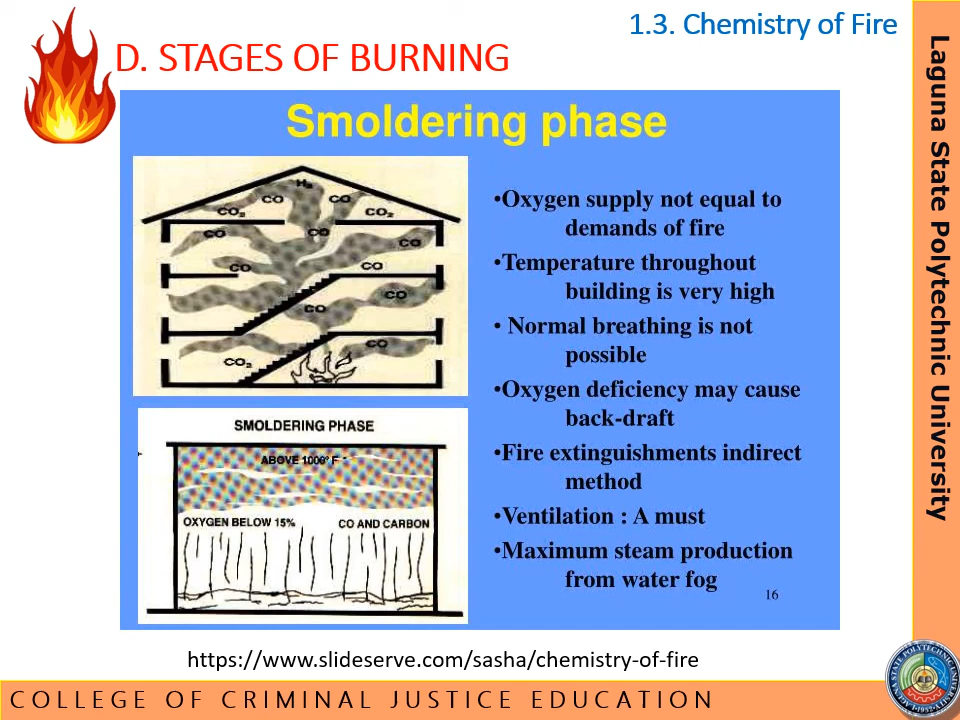 1.3. Chemistry of Fire
D. STAGES OF BURNING
Smoldering phase
H₂
CO
CO
CO₂
CO₂
CO
CO
CO
CO
CO
CO
CO
CO
CO₂
SMOLDERING PHASE
ABOVE 1000° F
OXYGEN BELOW 15%
CO AND CARBON
•Oxygen supply not equal to
demands of fire
•Temperature throughout
building is very high
• Normal breathing is not
possible
•Oxygen deficiency may cause
back-draft
•Fire extinguishments indirect
method
•Ventilation : A must
•Maximum steam production
from water fog
16
https://www.slideserve.com/sasha/chemistry-of-fire
COLLEGE OF CRIMINAL JUSTICE EDUCATION
Laguna State Polytechnic University